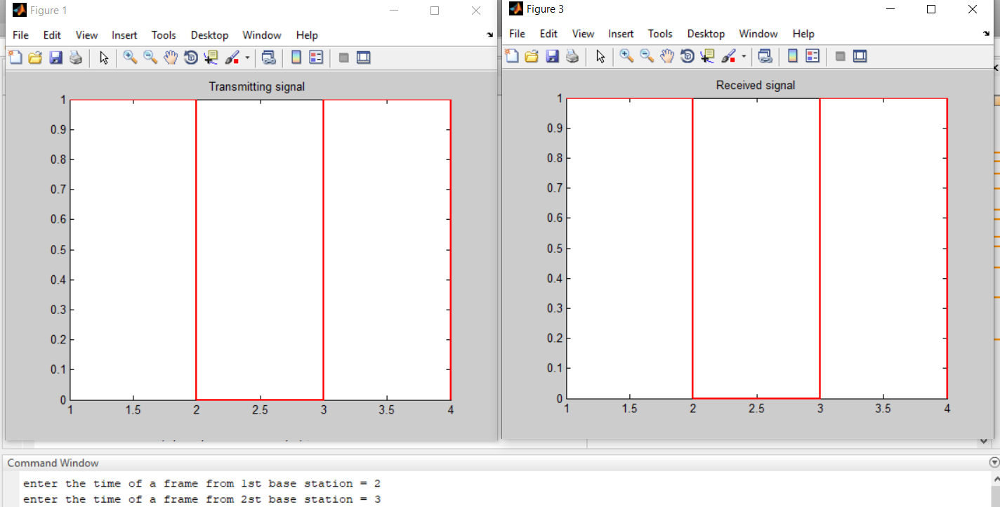 Figure 1
File Edit View Insert Tools Desktop Window Help
Transmitting signal
1
0.9
0.8
0.7
0.6
0.5
0.4
0.3
0.2
0.1
0
1 1.5 2 2.5 3 3.5 4
Figure 3
File Edit View Insert Tools Desktop Window Help
Received signal
1
0.9
0.8
0.7
0.6
0.5
0.4
0.3
0.2
0.1
0
1 1.5 2 2.5 3 3.5 4
Command Window
enter the time of a frame from 1st base station = 2
enter the time of a frame from 2st base station = 3